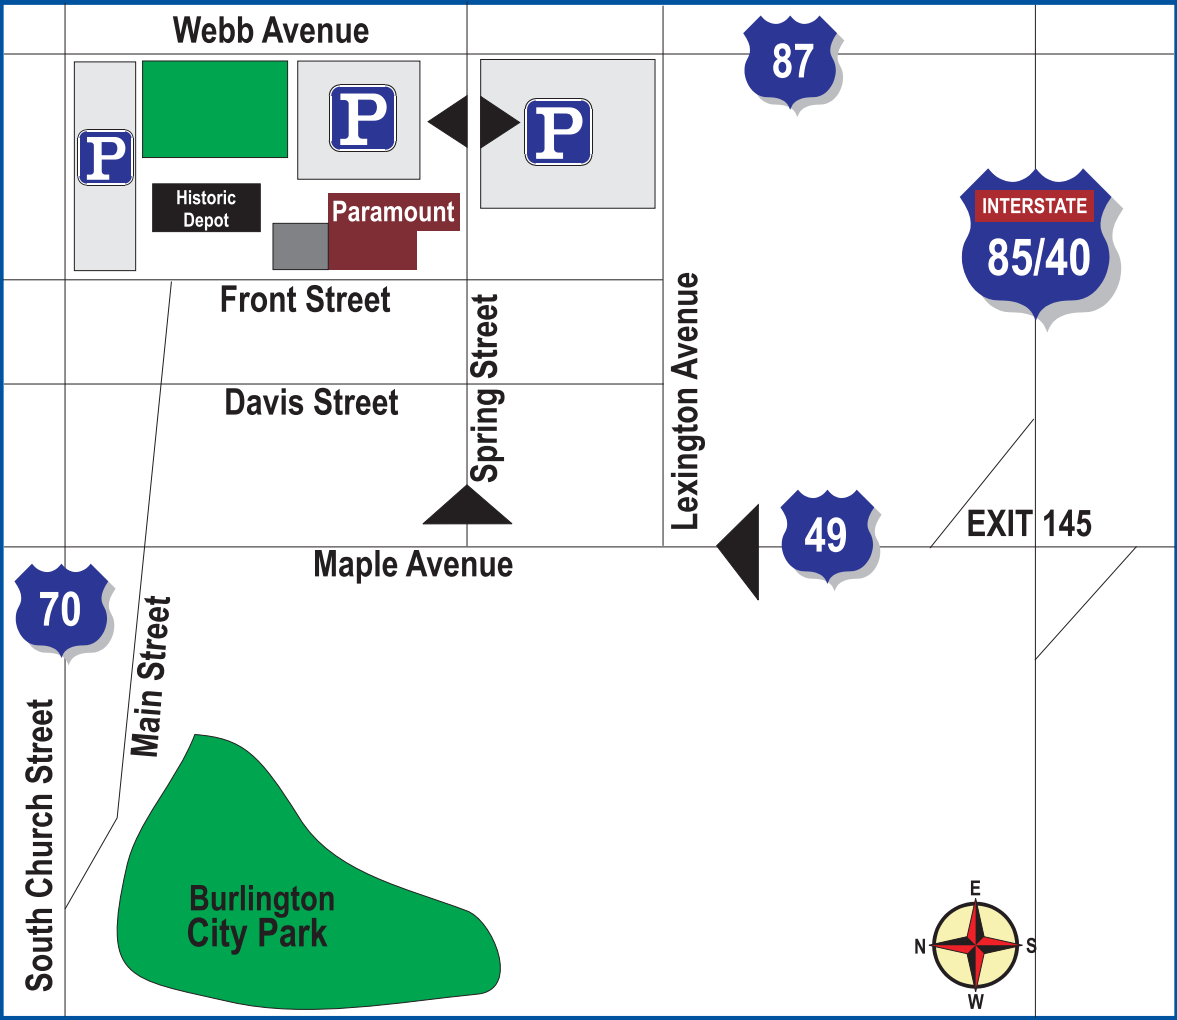 Webb Avenue
87
P
P
P
Historic
Depot
Paramount
INTERSTATE
85/40
Front Street
Spring Street
Lexington Avenue
Davis Street
EXIT 145
49
Maple Avenue
70
Main Street
South Church Street
Burlington
City Park
E
N
S
W